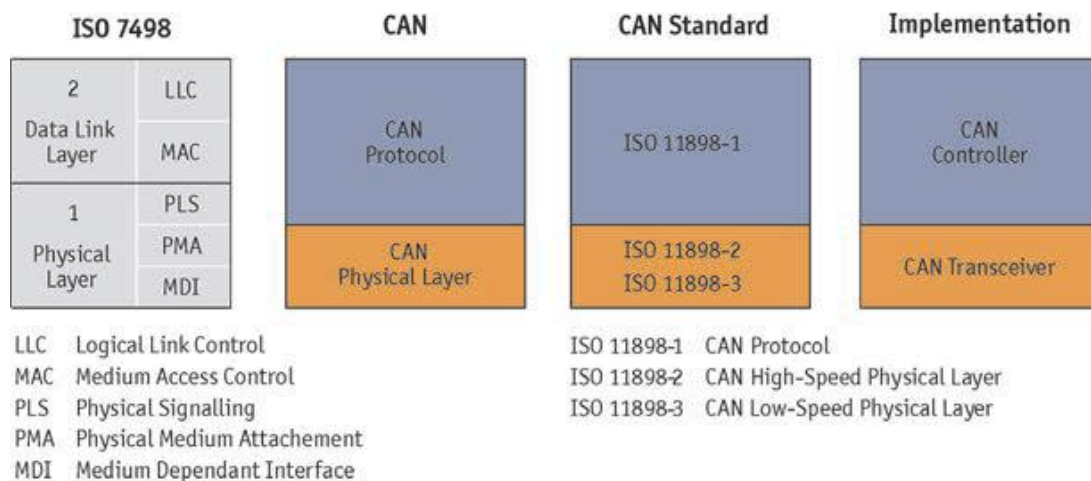 ISO 7498
CAN
CAN Standard
Implementation
2
Data Link
Layer
LLC
MAC
1
Physical
Layer
PLS
PMA
MDI
CAN
Protocol
CAN
Physical Layer
ISO 11898-1
ISO 11898-2
ISO 11898-3
CAN
Controller
CAN Transceiver
LLC Logical Link Control
MAC Medium Access Control
PLS Physical Signalling
PMA Physical Medium Attachement
MDI Medium Dependant Interface
ISO 11898-1 CAN Protocol
ISO 11898-2 CAN High-Speed Physical Layer
ISO 11898-3 CAN Low-Speed Physical Layer